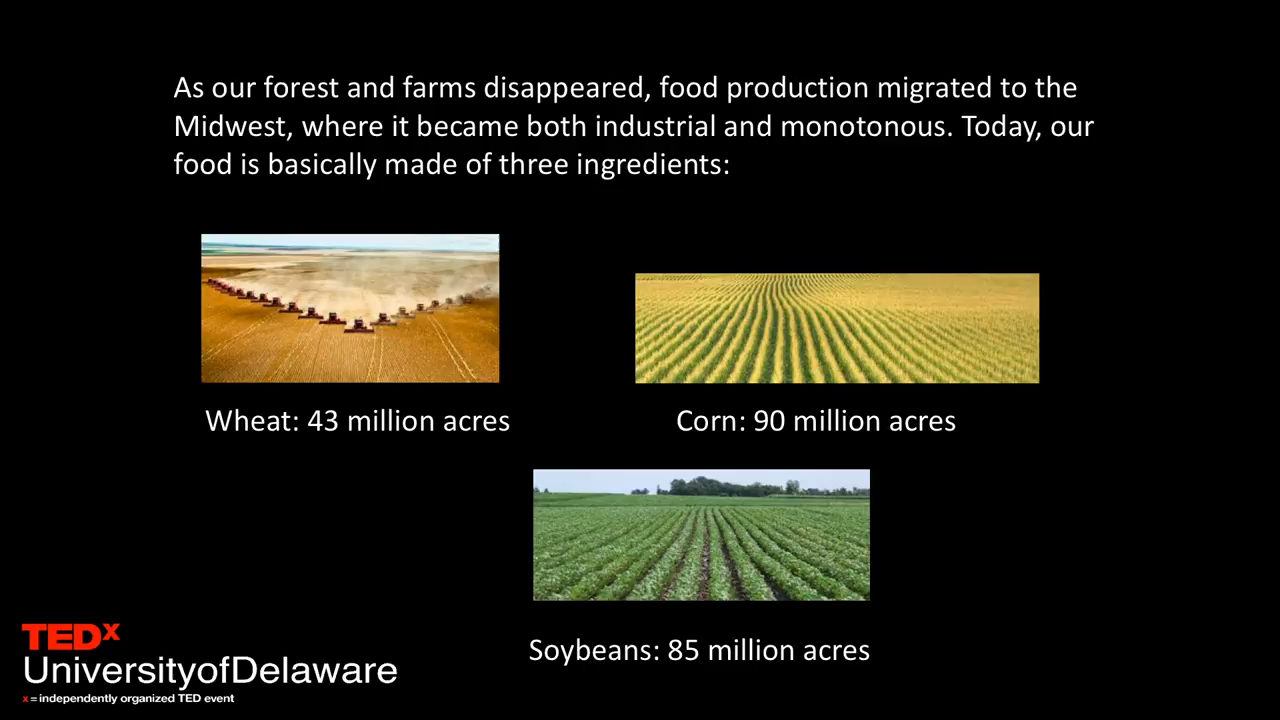 As our forest and farms disappeared, food production migrated to the
Midwest, where it became both industrial and monotonous. Today, our
food is basically made of three ingredients:
Wheat: 43 million acres
Corn: 90 million acres
Soybeans: 85 million acres
TEDx
UniversityofDelaware
x = independently organized TED event